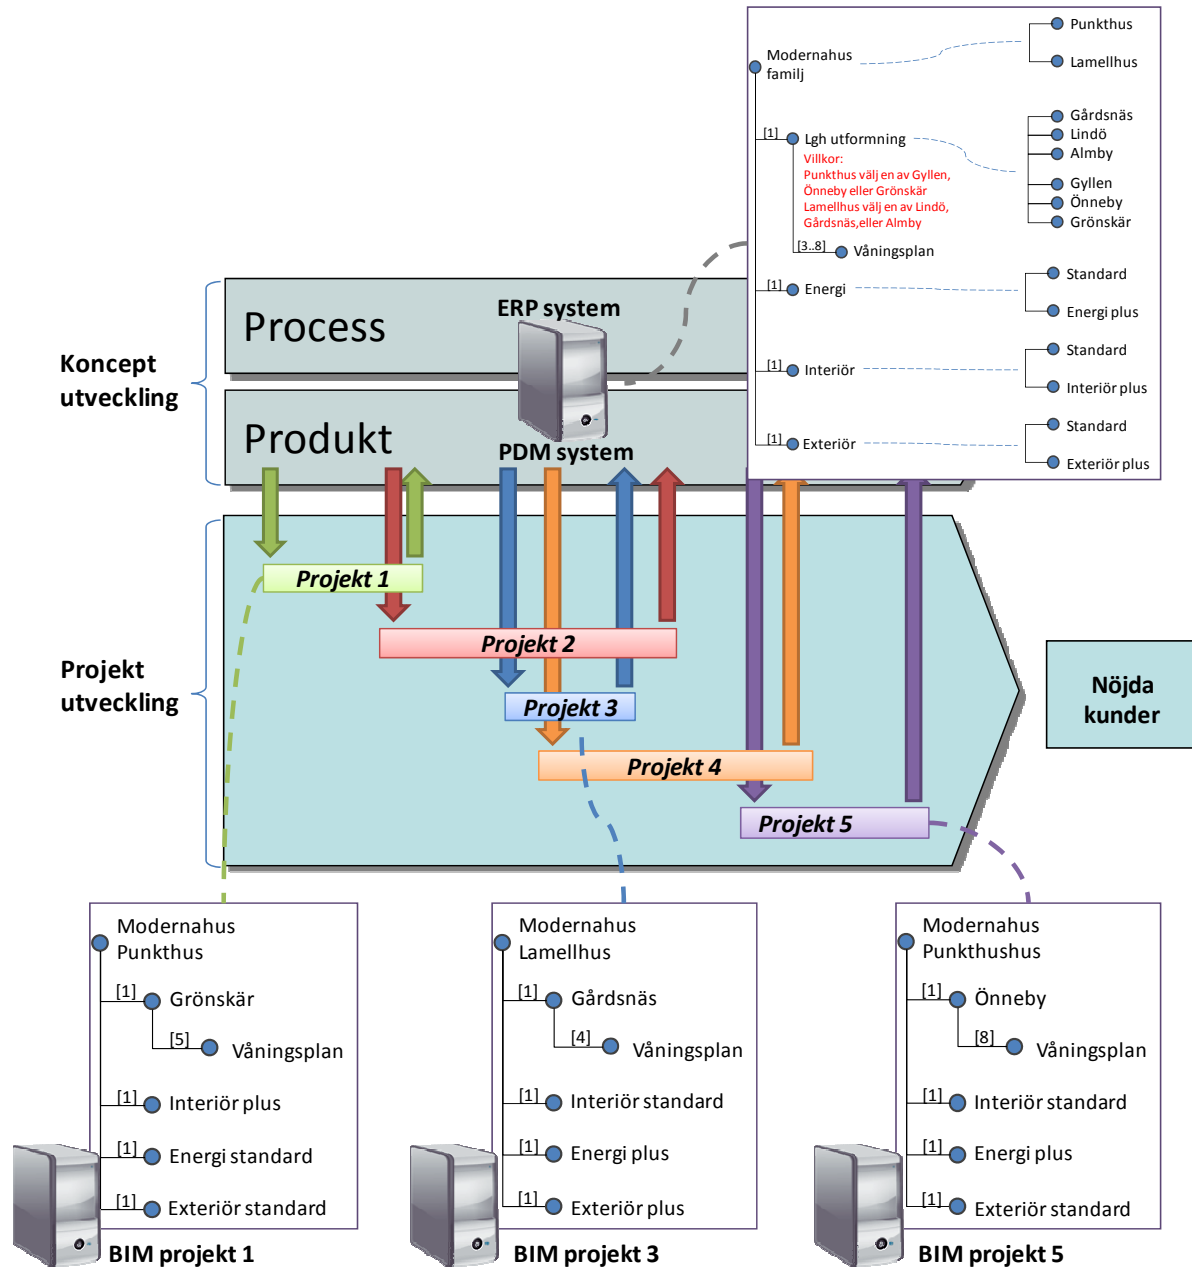 Modernahus
familj
Punkthus
Lamellhus
[1]
Lgh utformning
Villkor:
Punkthus välj en av Gyllen,
Önneby eller Grönskär
Lamellhus välj en av Lindö,
Gårdsnäs,eller Almby
Gårdsnäs
Lindö
Almby
Gyllen
Önneby
Grönskär
[3..8]
Våningsplan
[1]
Energi
Standard
Energi plus
[1]
Interiör
Standard
Interiör plus
[1]
Exteriör
Standard
Exteriör plus
Koncept
utveckling
Process
ERP system
Produkt
PDM system
Projekt
utveckling
Projekt 1
Projekt 2
Projekt 3
Projekt 4
Projekt 5
Nöjda
kunder
Modernahus
Punkthus
[1]
Grönskär
[5]
Våningsplan
[1]
Interiör plus
[1]
Energi standard
[1]
Exteriör standard
BIM projekt 1
Modernahus
Lamellhus
[1]
Gårdsnäs
[4]
Våningsplan
[1]
Interiör standard
[1]
Energi plus
[1]
Exteriör plus
BIM projekt 3
Modernahus
Punkthushus
[1]
Önneby
[8]
Våningsplan
[1]
Interiör standard
[1]
Energi plus
[1]
Exteriör standard
BIM projekt 5